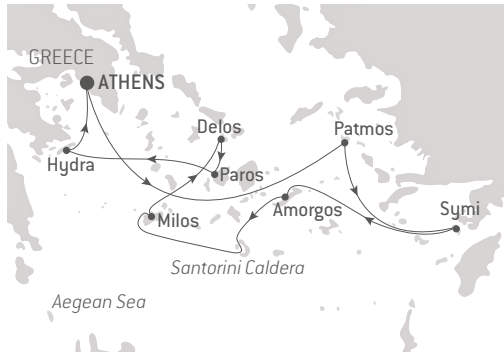 GREECE
ATHENS
Delos
Patmos
Hydra
Paros
Milos
Amorgos
Symi
Santorini Caldera
Aegean Sea